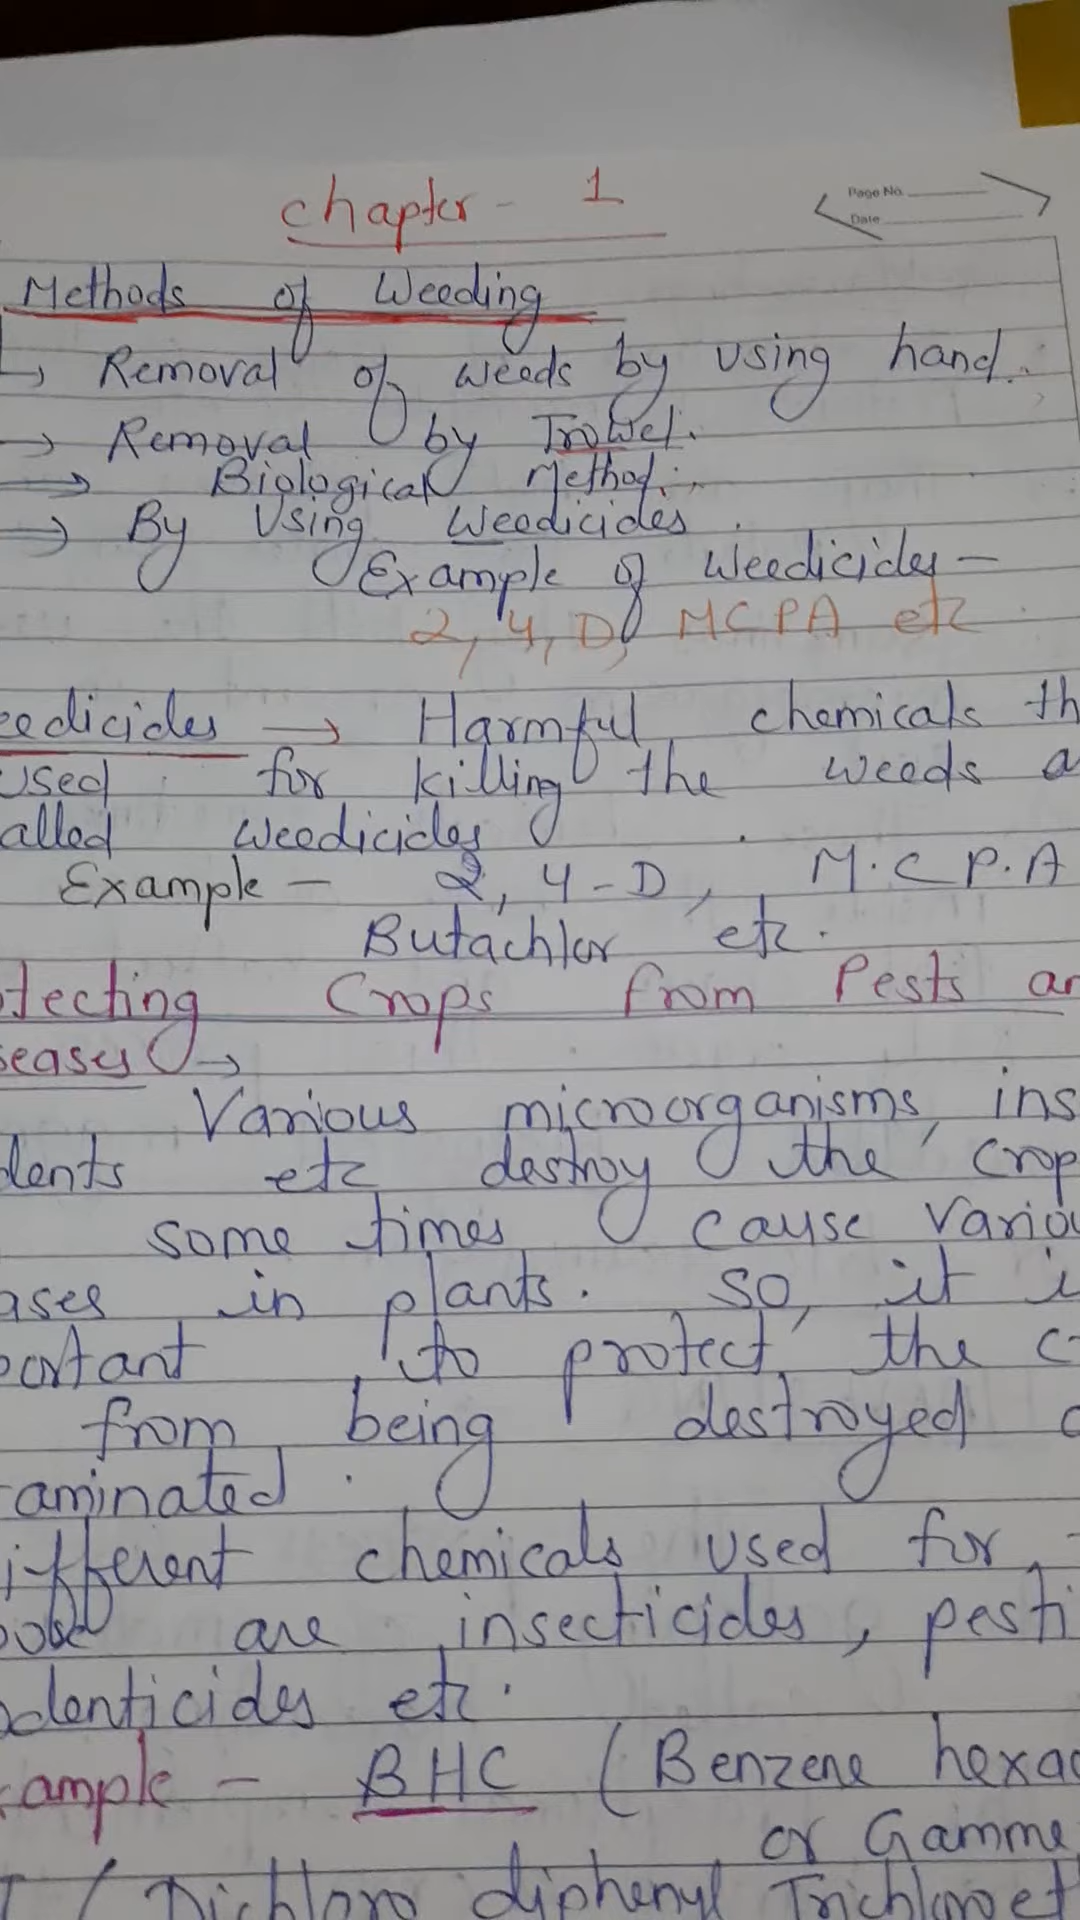 chapter - 1
Page No.
Date
Methods of Weeding
↳ Removal of weeds by using hand.
→ Removal by Trowel.
→ Biological Method.
→ By Using Weedicides.
Example of Weedicides —
2, 4, D, MCPA etc
edicides → Harmful chemicals th
used for killing the weeds a
alled weedicides
Example — 2, 4 - D, M.C.P.A
Butachlor etc.
tecting Crops from Pests an
seases →
Various microorganisms, ins
dents etc destroy the crop
some times cause Variou
ases in plants. so, it i
portant to protect the c
from being destroyed
aminated.
ifferent chemicals used for
are insecticides, pesti
denticides etc.
ample — BHC (Benzene hexac
or Gamme
T / Dichloro diphenyl Trichloroet